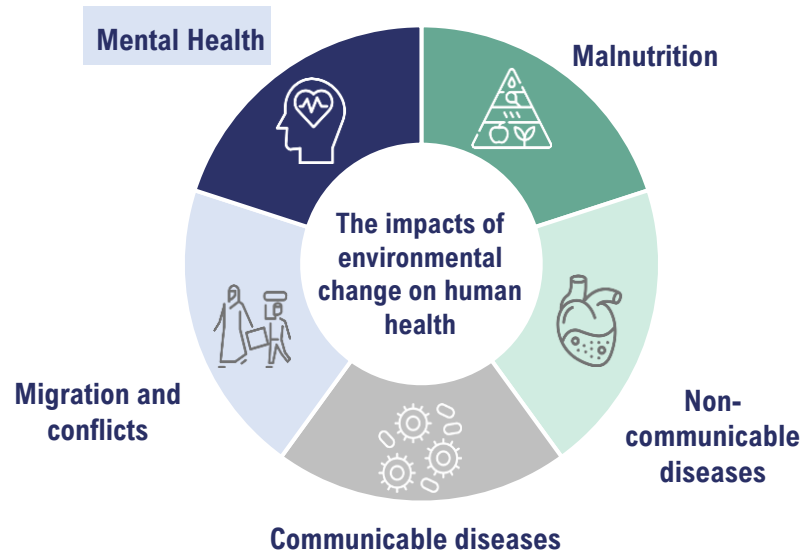 Mental Health
Malnutrition
The impacts of
environmental
change on human
health
Migration and
conflicts
Non-
communicable
diseases
Communicable diseases